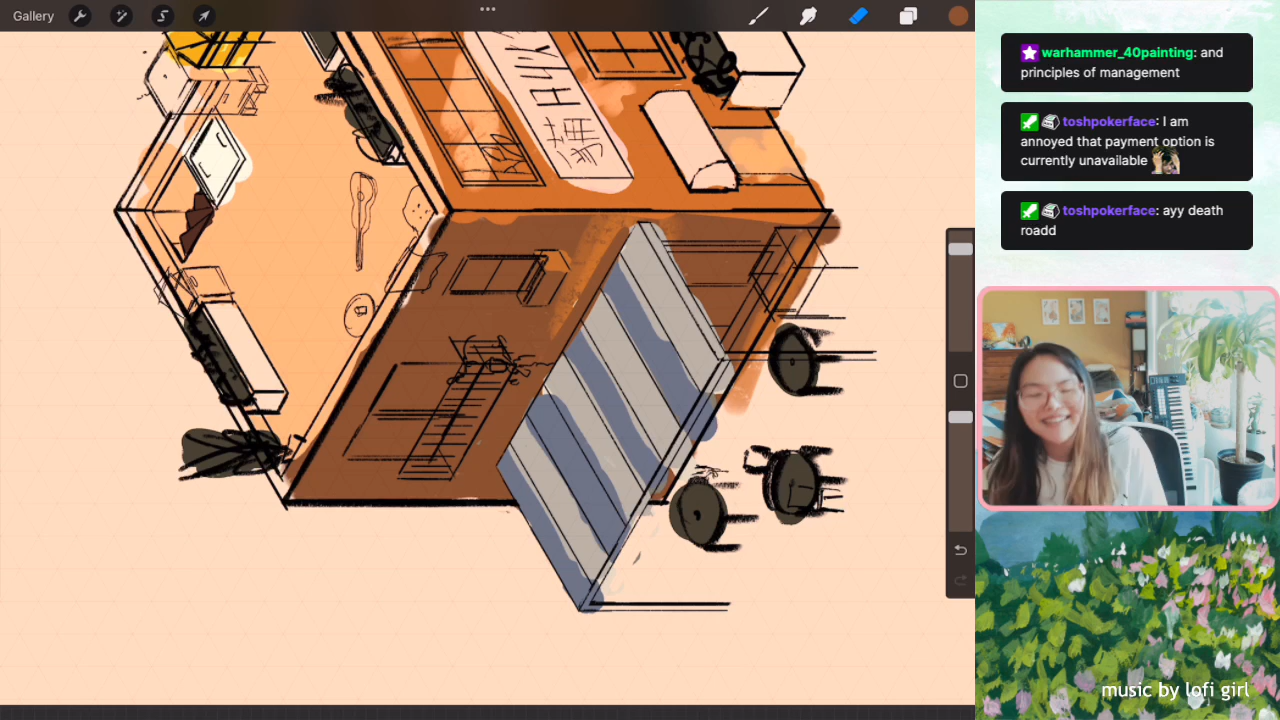 Gallery
warhammer_40painting: and
principles of management
toshpokerface: I am
annoyed that payment option is
currently unavailable
toshpokerface: ayy death
roadd
music by lofi girl